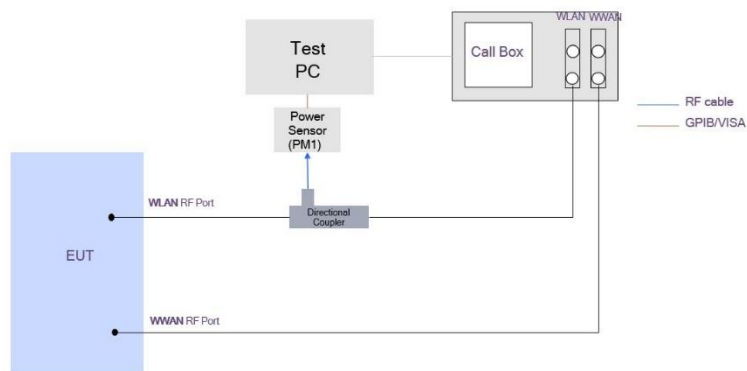 WLAN WWAN
Test
PC
Call Box
RF cable
GPIB/VISA
Power
Sensor
(PM1)
WLAN RF Port
Directional
Coupler
EUT
WWAN RF Port